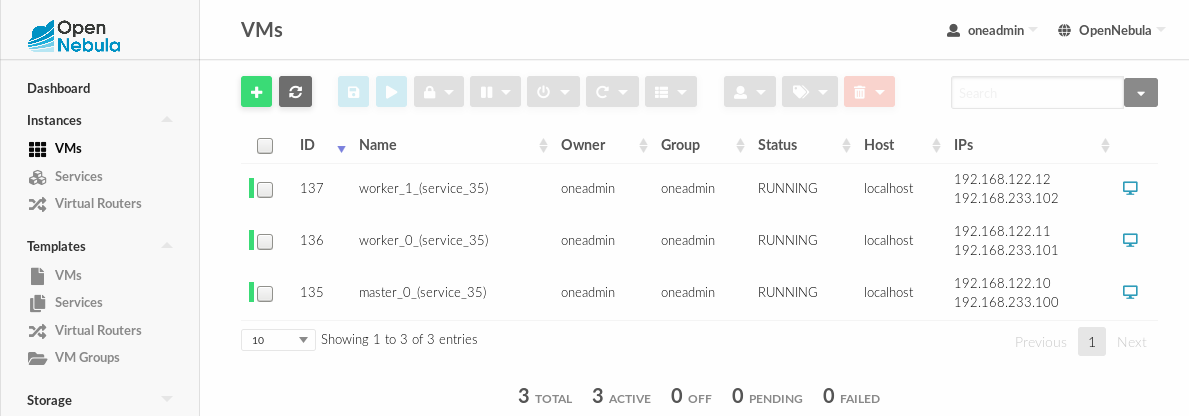 Open
Nebula
VMs
oneadmin
OpenNebula
Dashboard
Instances
VMs
Services
Virtual Routers
Templates
VMs
Services
Virtual Routers
VM Groups
Storage
Search
ID Name Owner Group Status Host IPs
137 worker_1_(service_35) oneadmin oneadmin RUNNING localhost 192.168.122.12
192.168.233.102
136 worker_0_(service_35) oneadmin oneadmin RUNNING localhost 192.168.122.11
192.168.233.101
135 master_0_(service_35) oneadmin oneadmin RUNNING localhost 192.168.122.10
192.168.233.100
10 Showing 1 to 3 of 3 entries
Previous 1 Next
3 TOTAL 3 ACTIVE 0 OFF 0 PENDING 0 FAILED